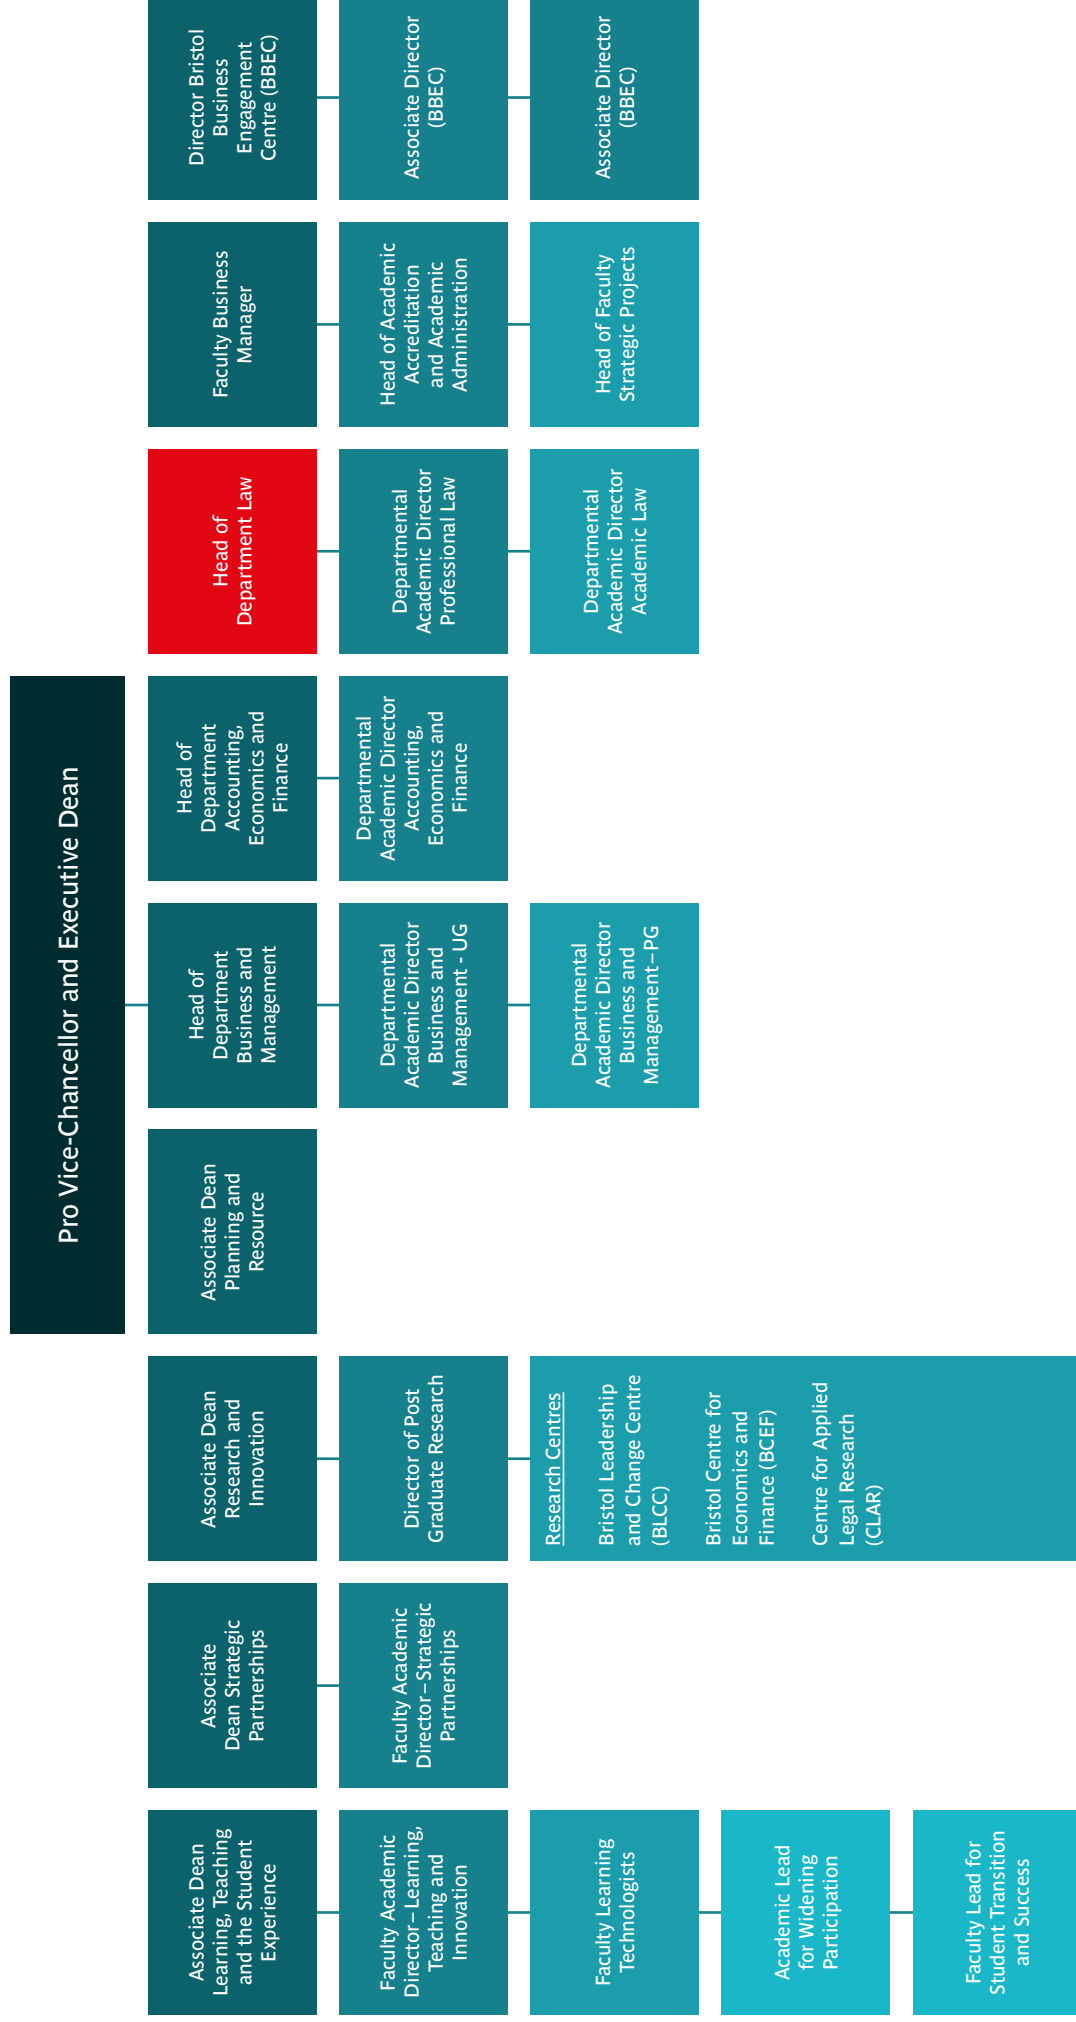 Pro Vice-Chancellor and Executive Dean
Associate Dean
Learning, Teaching
and the Student
Experience
Faculty Academic
Director–Learning,
Teaching and
Innovation
Faculty Learning
Technologists
Academic Lead
for Widening
Participation
Faculty Lead for
Student Transition
and Success
Associate
Dean Strategic
Partnerships
Faculty Academic
Director–Strategic
Partnerships
Associate Dean
Research and
Innovation
Director of Post
Graduate Research
Research Centres
Bristol Leadership
and Change Centre
(BLCC)
Bristol Centre for
Economics and
Finance (BCEF)
Centre for Applied
Legal Research
(CLAR)
Associate Dean
Planning and
Resource
Head of
Department
Business and
Management
Departmental
Academic Director
Business and
Management - UG
Departmental
Academic Director
Business and
Management–PG
Head of
Department
Accounting,
Economics and
Finance
Departmental
Academic Director
Accounting,
Economics and
Finance
Head of
Department Law
Departmental
Academic Director
Professional Law
Departmental
Academic Director
Academic Law
Faculty Business
Manager
Head of Academic
Accreditation
and Academic
Administration
Head of Faculty
Strategic Projects
Director Bristol
Business
Engagement
Centre (BBEC)
Associate Director
(BBEC)
Associate Director
(BBEC)